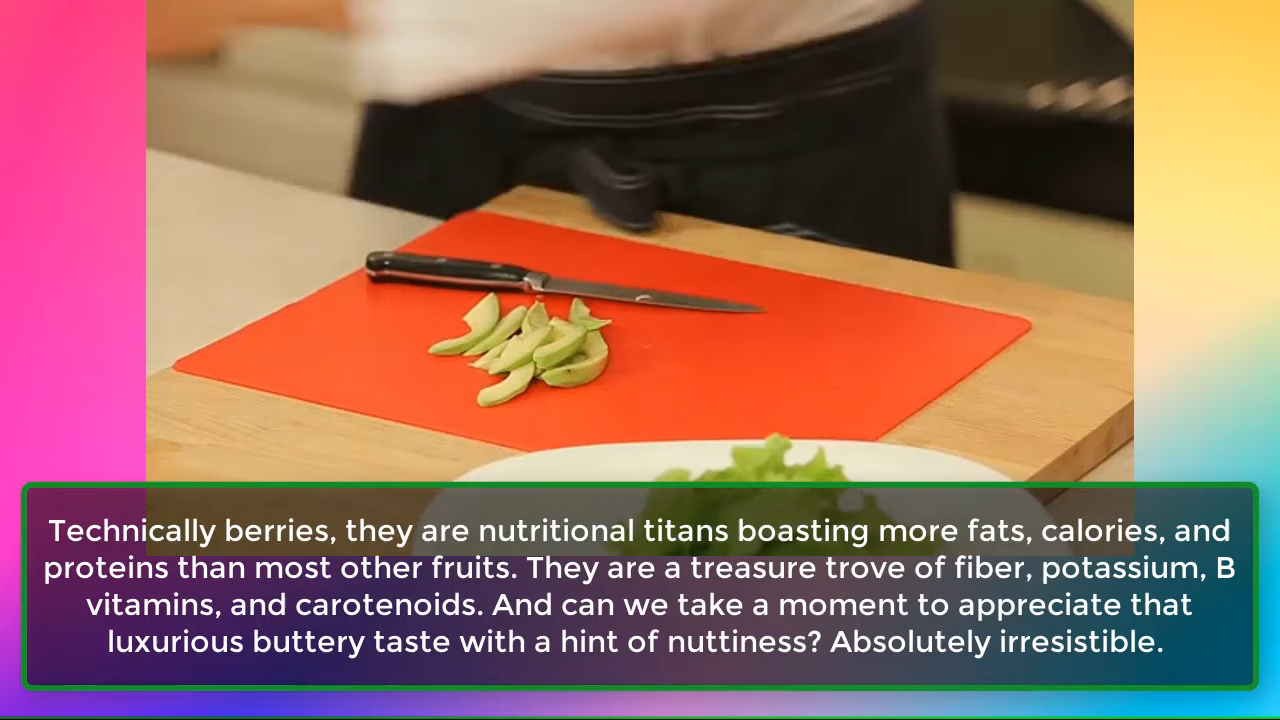 Technically berries, they are nutritional titans boasting more fats, calories, and
proteins than most other fruits. They are a treasure trove of fiber, potassium, B
vitamins, and carotenoids. And can we take a moment to appreciate that
luxurious buttery taste with a hint of nuttiness? Absolutely irresistible.